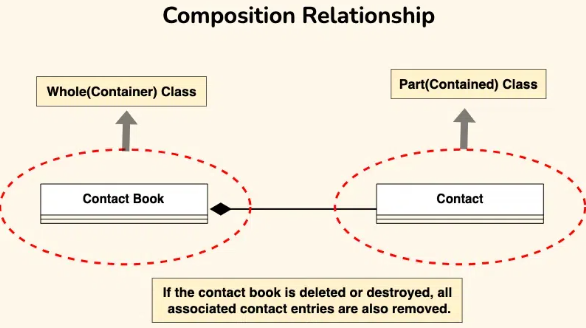 Composition Relationship
Whole(Container) Class
Part(Contained) Class
Contact Book
Contact
If the contact book is deleted or destroyed, all
associated contact entries are also removed.